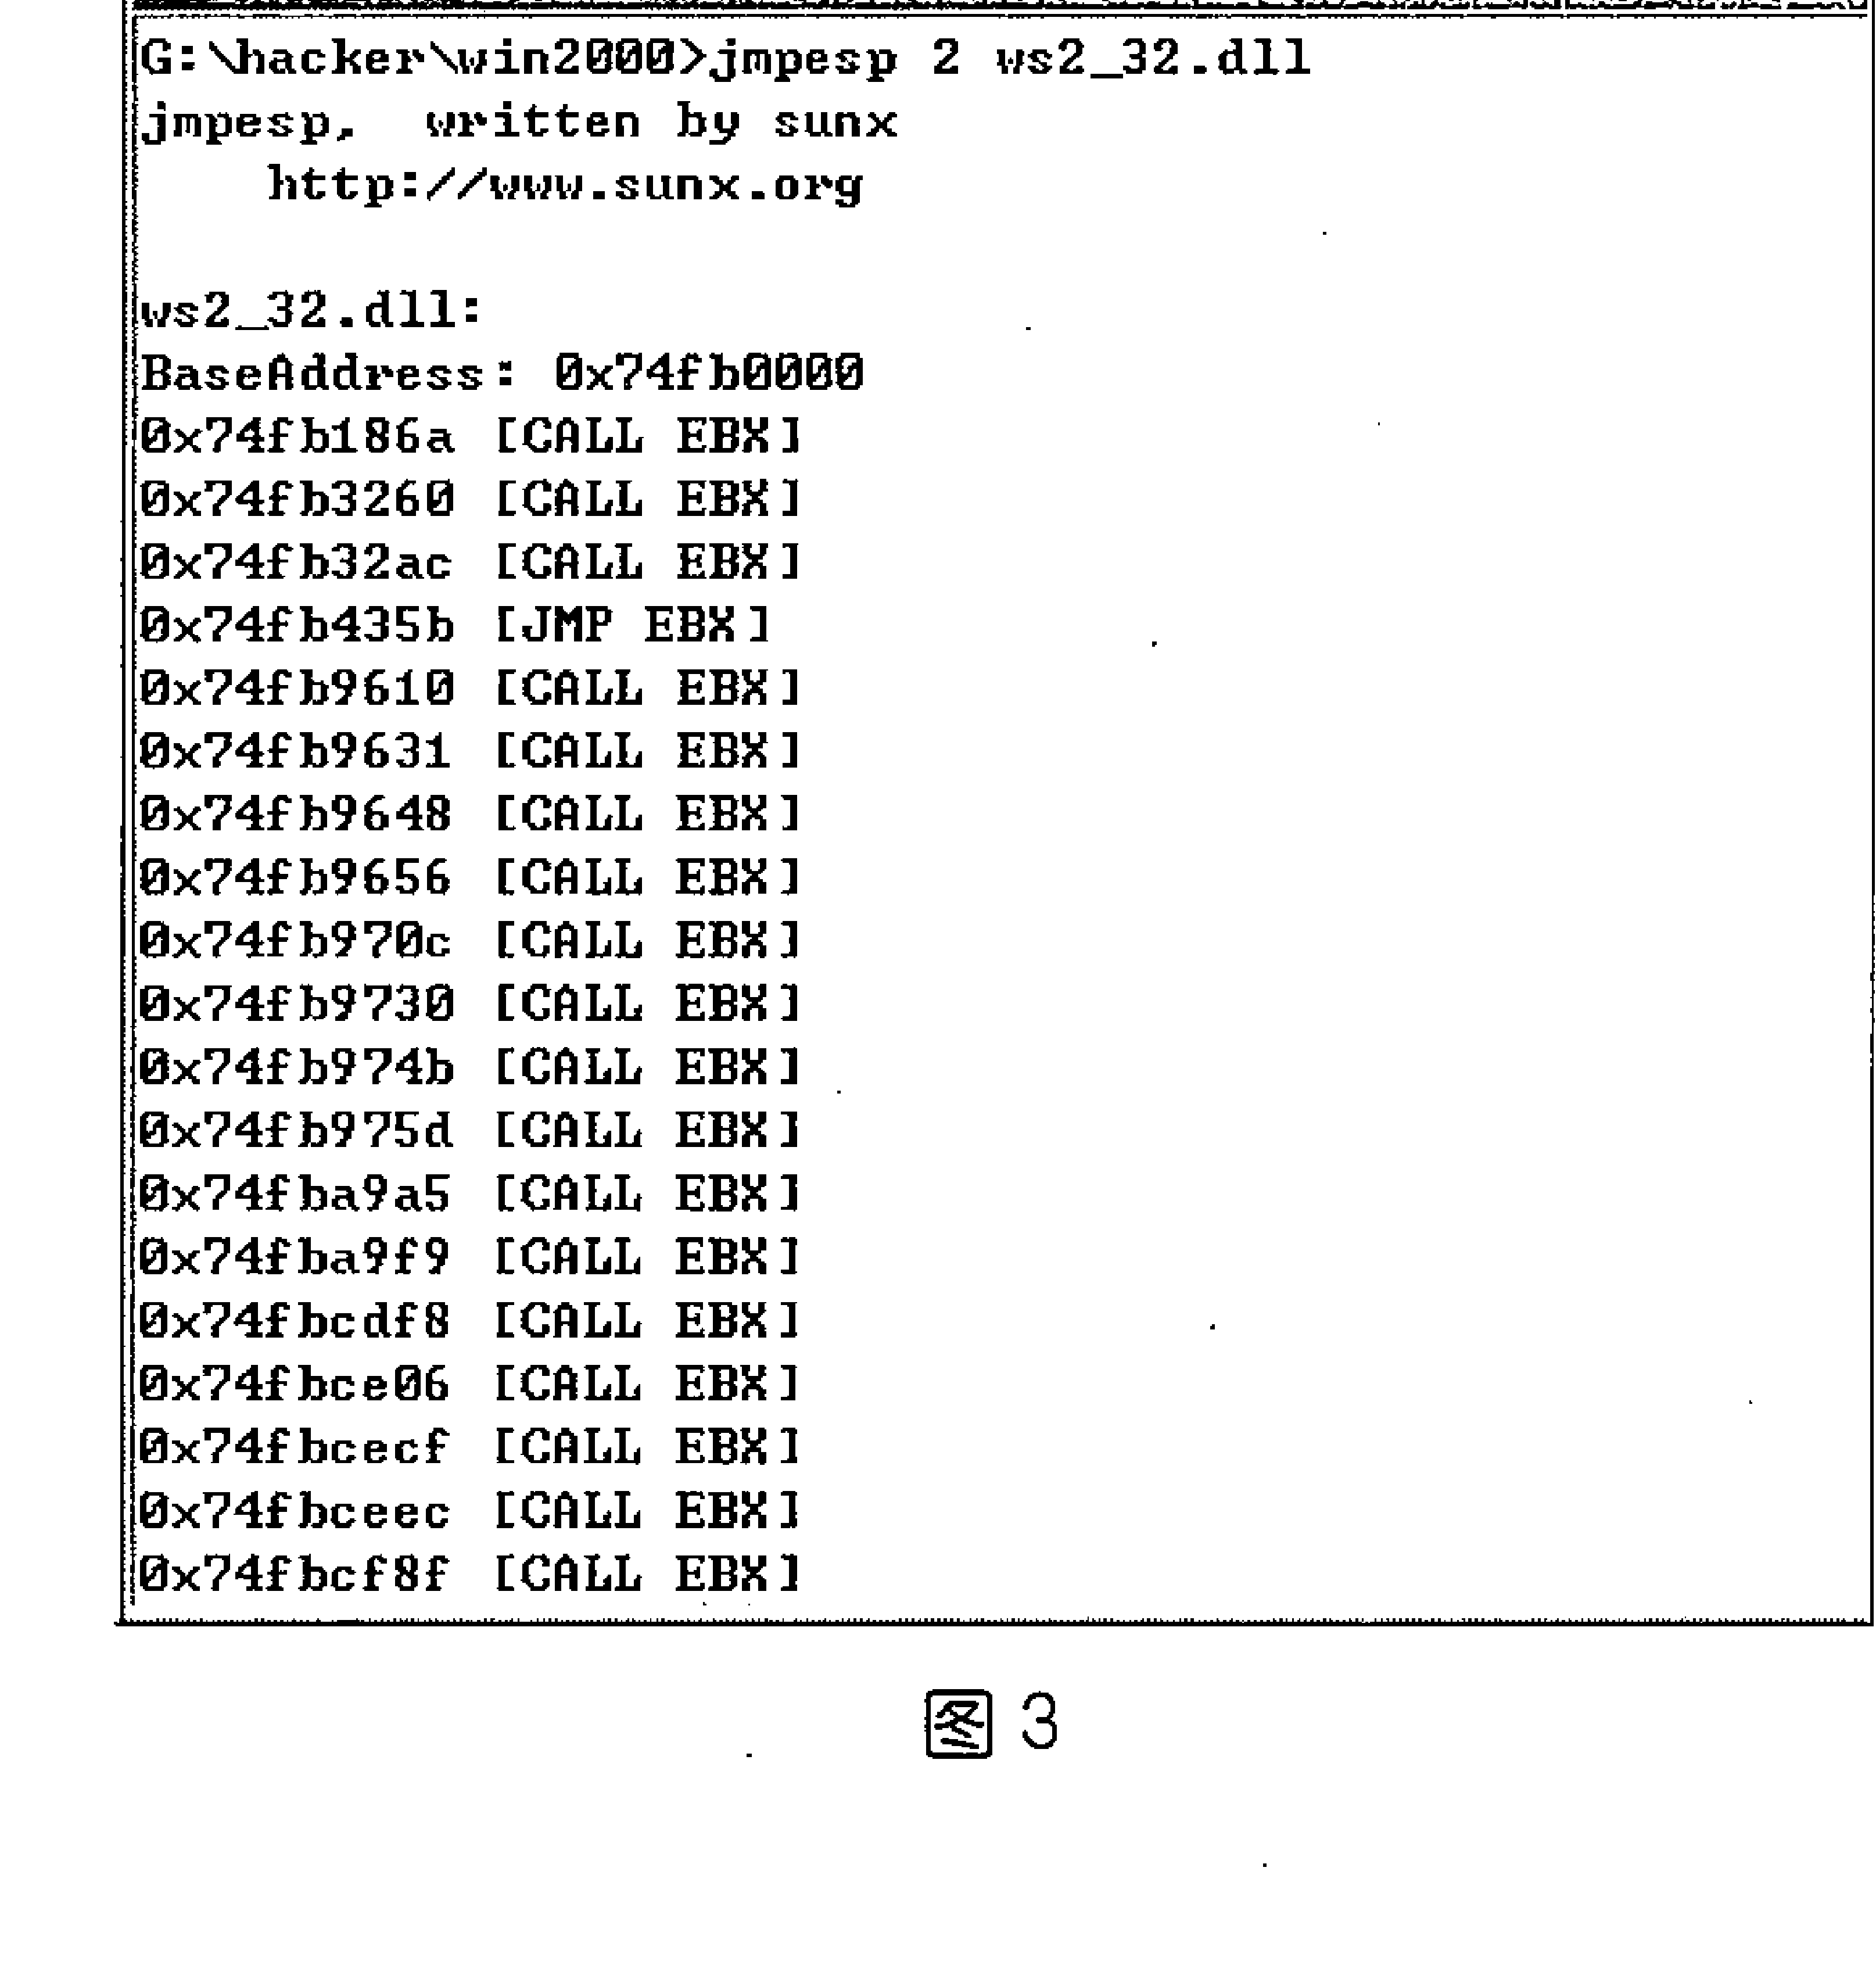 G:\hacker\win2000>jmpesp 2 ws2_32.dll
jmpesp, written by sunx
http://www.sunx.org
ws2_32.dll:
BaseAddress: 0x74fb0000
0x74fb186a [CALL EBX]
0x74fb3260 [CALL EBX]
0x74fb32ac [CALL EBX]
0x74fb435b [JMP EBX]
0x74fb9610 [CALL EBX]
0x74fb9631 [CALL EBX]
0x74fb9648 [CALL EBX]
0x74fb9656 [CALL EBX]
0x74fb970c [CALL EBX]
0x74fb9730 [CALL EBX]
0x74fb974b [CALL EBX]
0x74fb975d [CALL EBX]
0x74fba9a5 [CALL EBX]
0x74fba9f9 [CALL EBX]
0x74fbcdf8 [CALL EBX]
0x74fbce06 [CALL EBX]
0x74fbcecf [CALL EBX]
0x74fbceec [CALL EBX]
0x74fbcf8f [CALL EBX]
图 3